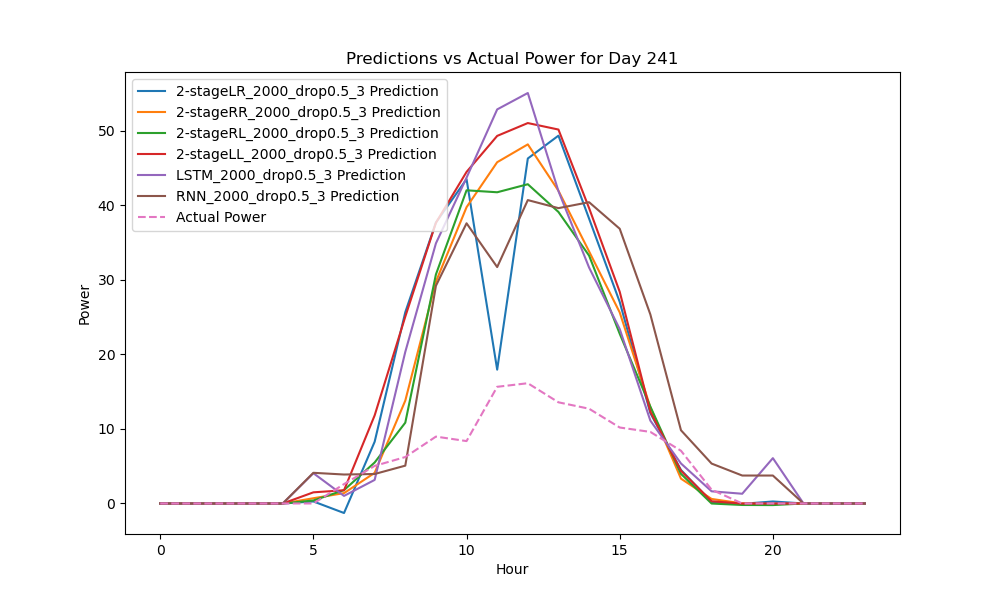 Predictions vs Actual Power for Day 241
2-stageLR_2000_drop0.5_3 Prediction
2-stageRR_2000_drop0.5_3 Prediction
2-stageRL_2000_drop0.5_3 Prediction
2-stageLL_2000_drop0.5_3 Prediction
LSTM_2000_drop0.5_3 Prediction
RNN_2000_drop0.5_3 Prediction
Actual Power
50
40
30
20
10
0
Power
0 5 10 15 20
Hour